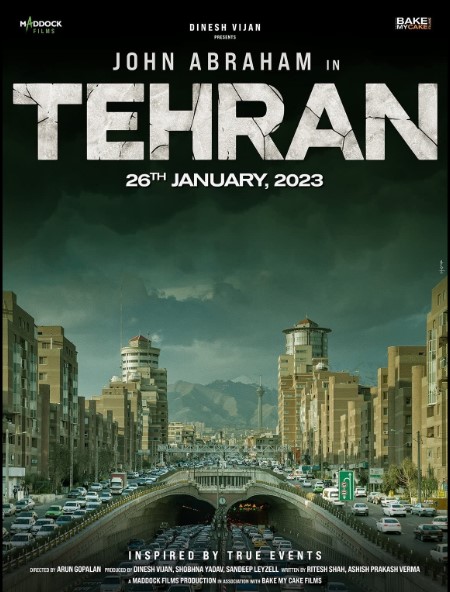 MADDOCK
FILMS
DINESH VIJAN
PRESENTS
BAKE
MY CAKE
JOHN ABRAHAM IN
TEHRAN
26TH JANUARY, 2023
INSPIRED BY TRUE EVENTS
DIRECTED BY ARUN GOPALAN PRODUCED BY DINESH VIJAN, SHOBHNA YADAV, SANDEEP LEYZELL WRITTEN BY RITESH SHAH, ASHISH PRAKASH VERMA
A MADDOCK FILMS PRODUCTION IN ASSOCIATION WITH BAKE MY CAKE FILMS